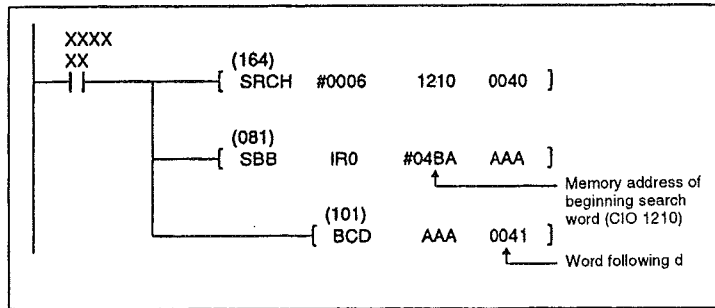 XXXX
XX
(164)
[ SRCH #0006 1210 0040 ]
(081)
[ SBB IR0 #04BA AAA ]
Memory address of
beginning search
word (CIO 1210)
(101)
[ BCD AAA 0041 ]
Word following d